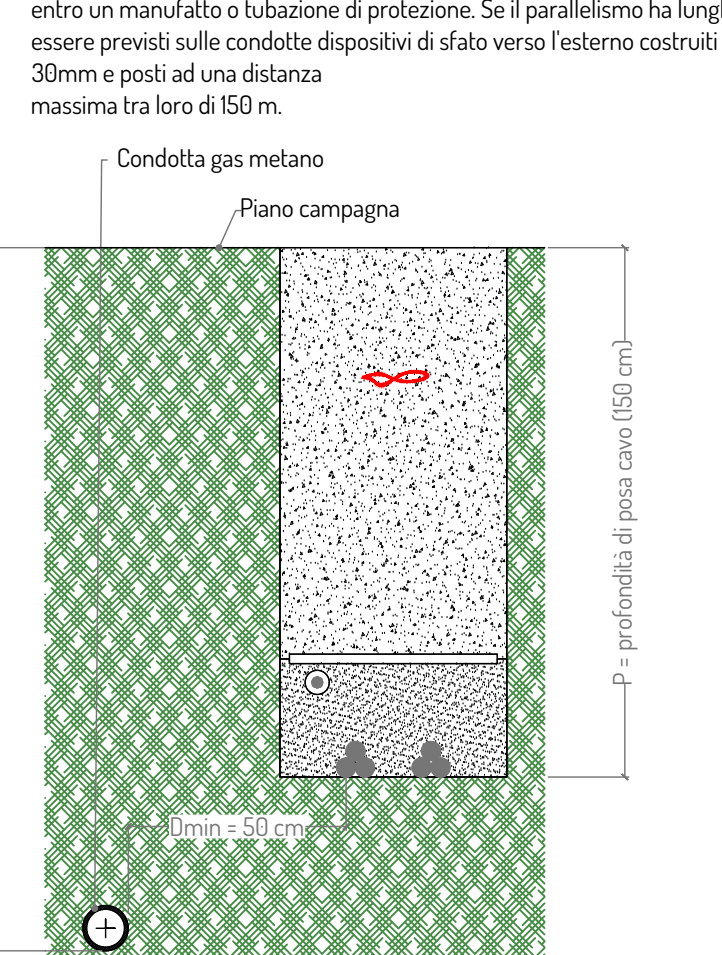 entro un manufatto o tubazione di protezione. Se il parallelismo ha
essere previsti sulle condotte dispositivi di sfato verso l'esterno costruiti
30mm e posti ad una distanza
massima tra loro di 150 m.
Condotta gas metano
Piano campagna
P = profondità di posa cavo (150 cm)
Dmin = 50 cm